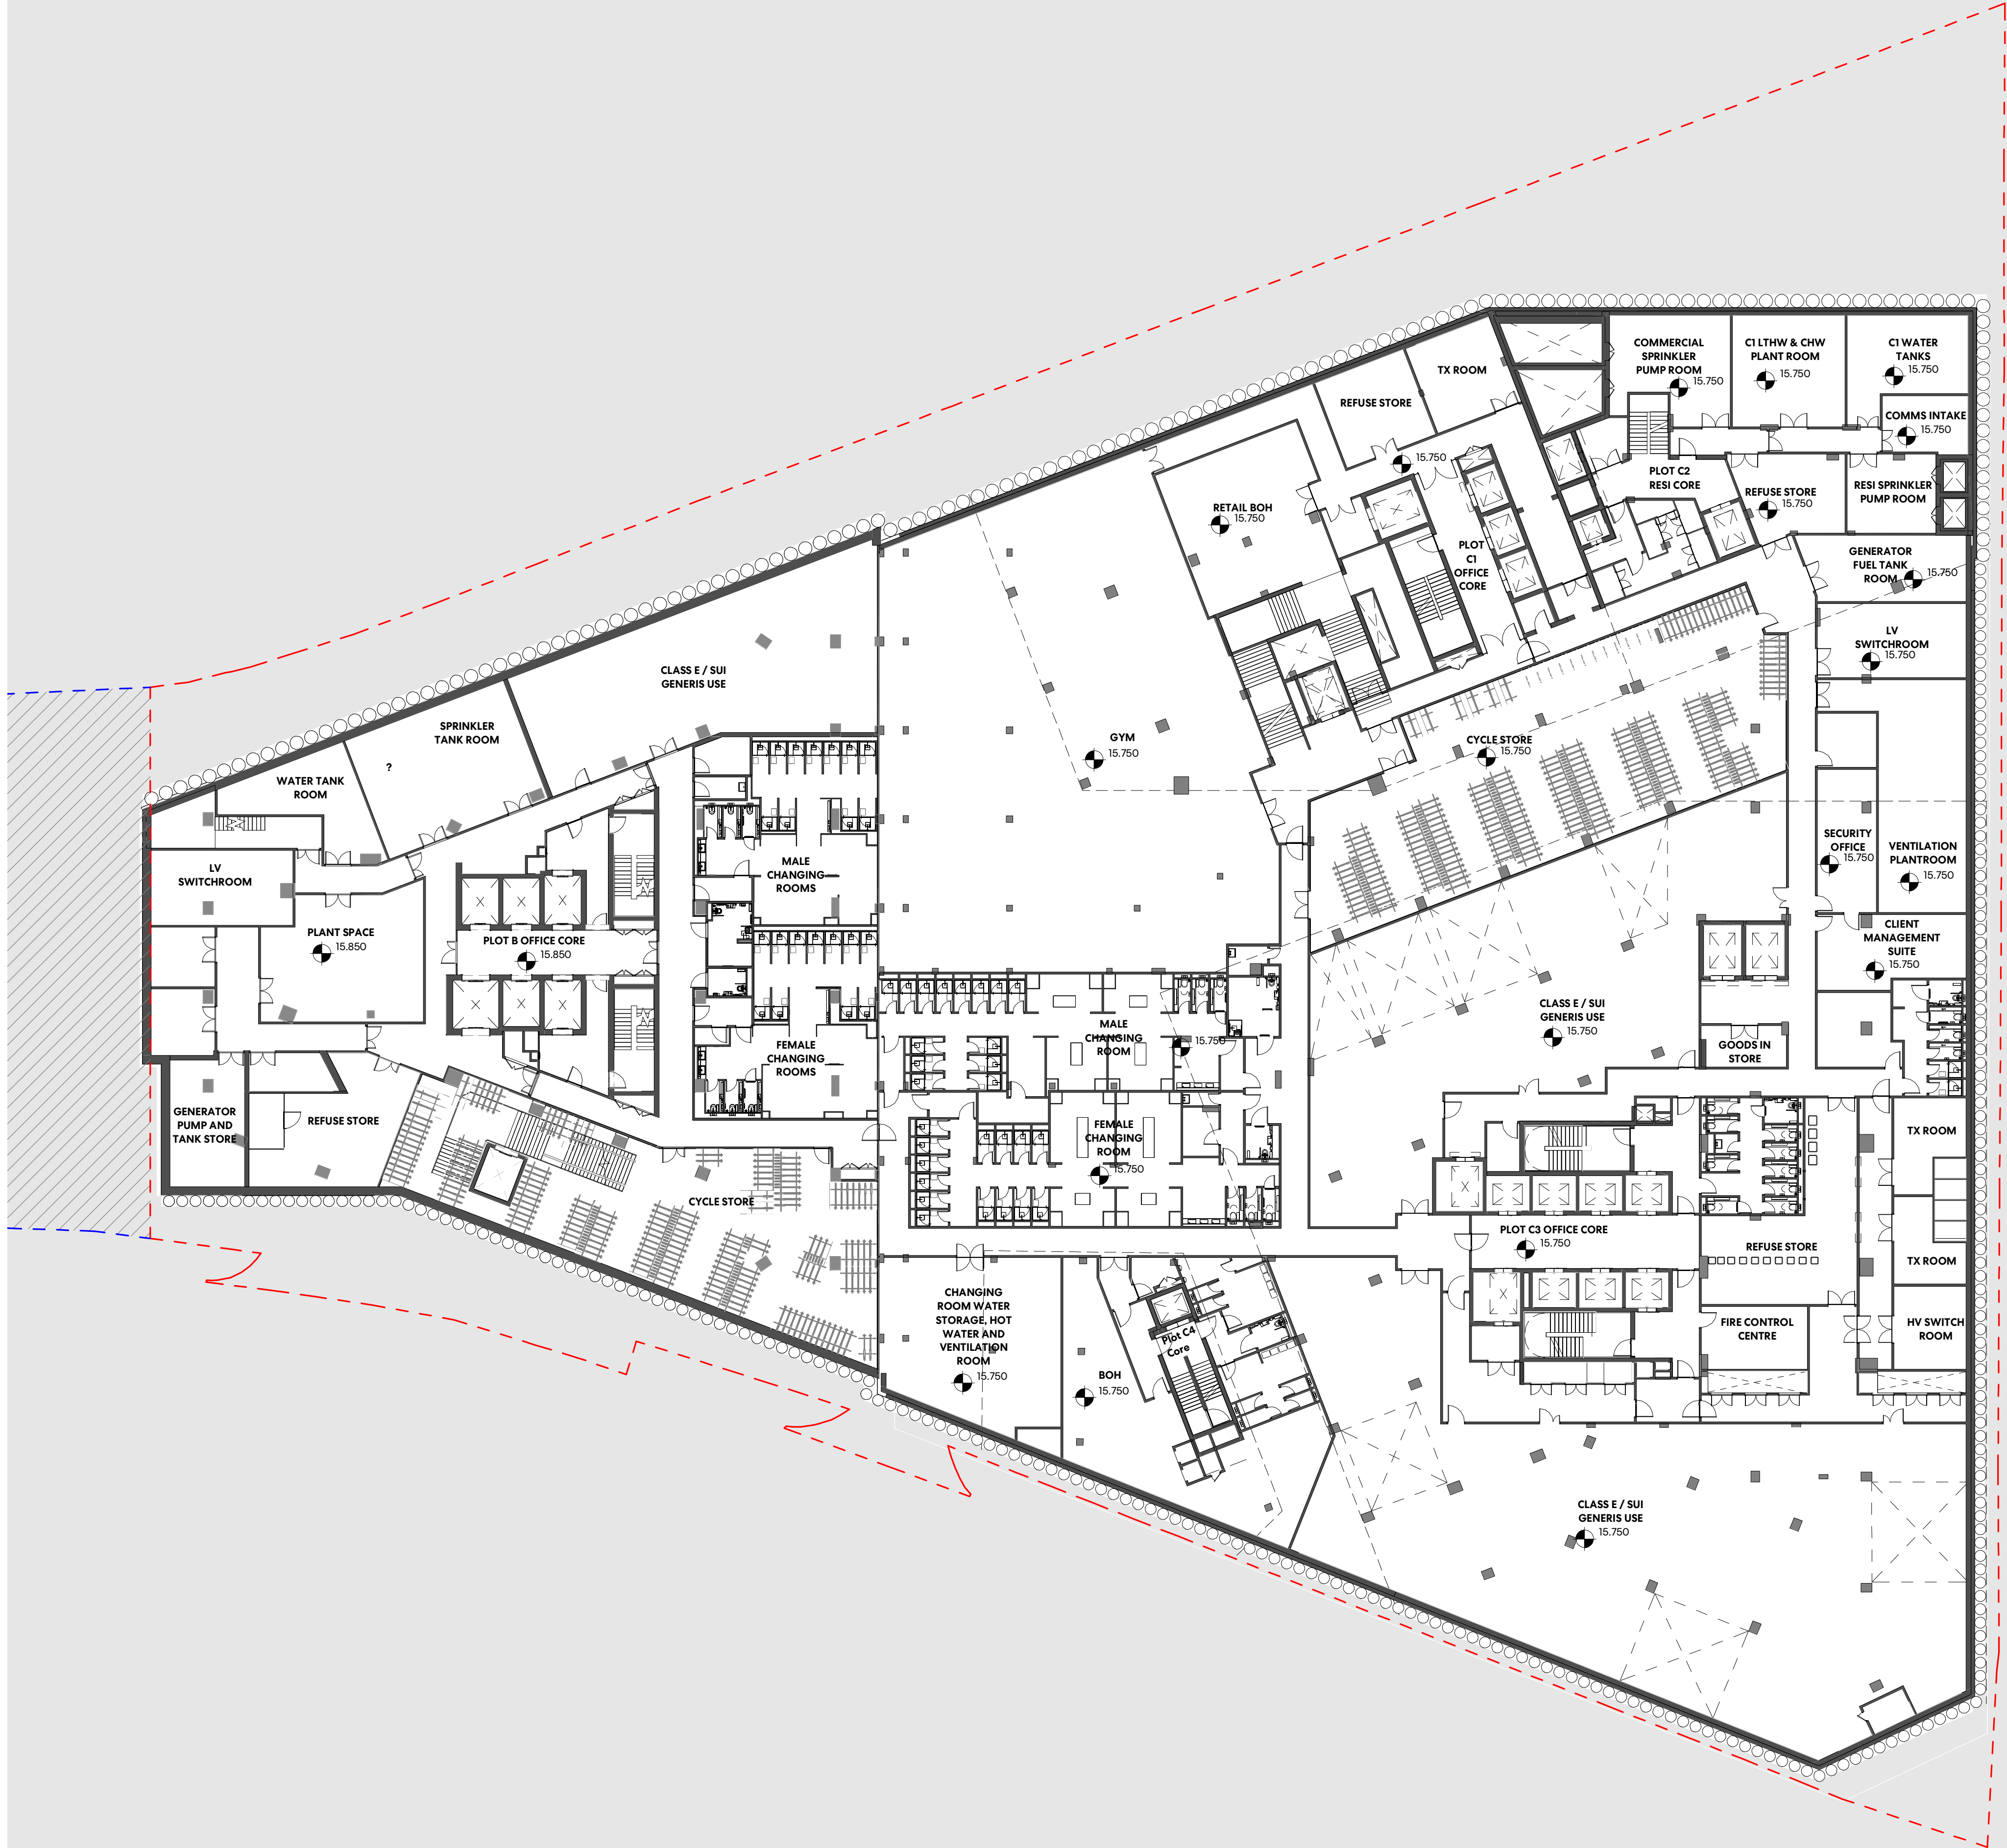 COMMERCIAL
SPRINKLER
PUMP ROOM
15.750
C1 LTHW & CHW
PLANT ROOM
15.750
C1 WATER
TANKS
15.750
TX ROOM
REFUSE STORE
COMMS INTAKE
15.750
15.750
PLOT C2
RESI CORE
REFUSE STORE
15.750
RESI SPRINKLER
PUMP ROOM
RETAIL BOH
15.750
PLOT
C1
OFFICE
CORE
GENERATOR
FUEL TANK
ROOM
15.750
LV
SWITCHROOM
15.750
CLASS E / SUI
GENERIS USE
SPRINKLER
TANK ROOM
?
WATER TANK
ROOM
GYM
15.750
CYCLE STORE
15.750
SECURITY
OFFICE
15.750
VENTILATION
PLANTROOM
15.750
LV
SWITCHROOM
MALE
CHANGING
ROOMS
PLANT SPACE
15.850
PLOT B OFFICE CORE
15.850
CLIENT
MANAGEMENT
SUITE
15.750
CLASS E / SUI
GENERIS USE
15.750
GOODS IN
STORE
MALE
CHANGING
ROOM
15.750
FEMALE
CHANGING
ROOMS
GENERATOR
PUMP AND
TANK STORE
REFUSE STORE
FEMALE
CHANGING
ROOM
15.750
TX ROOM
CYCLE STORE
PLOT C3 OFFICE CORE
15.750
REFUSE STORE
TX ROOM
CHANGING
ROOM WATER
STORAGE, HOT
WATER AND
VENTILATION
ROOM
15.750
Plot C4
Core
BOH
15.750
FIRE CONTROL
CENTRE
HV SWITCH
ROOM
CLASS E / SUI
GENERIS USE
15.750